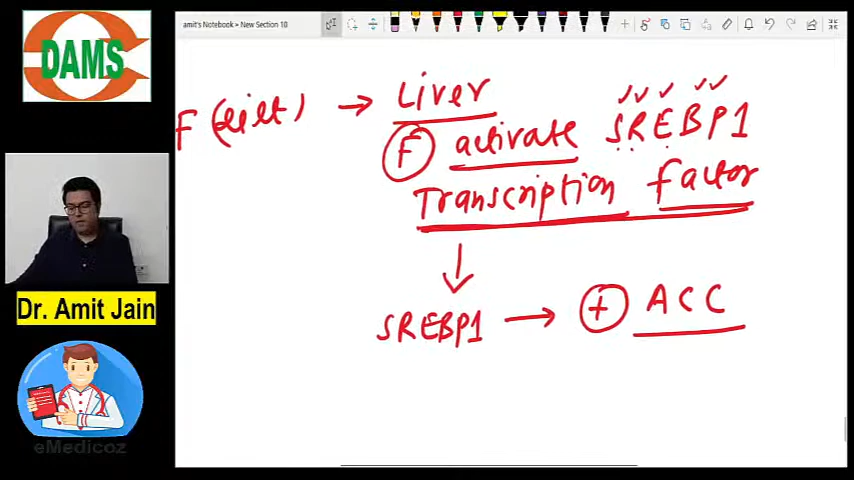 amit's Notebook > New Section 10
DAMS
F (diet) → Liver
F activate SREBP1
Transcription factor
↓
SREBP1 → + ACC
Dr. Amit Jain
eMedicoz